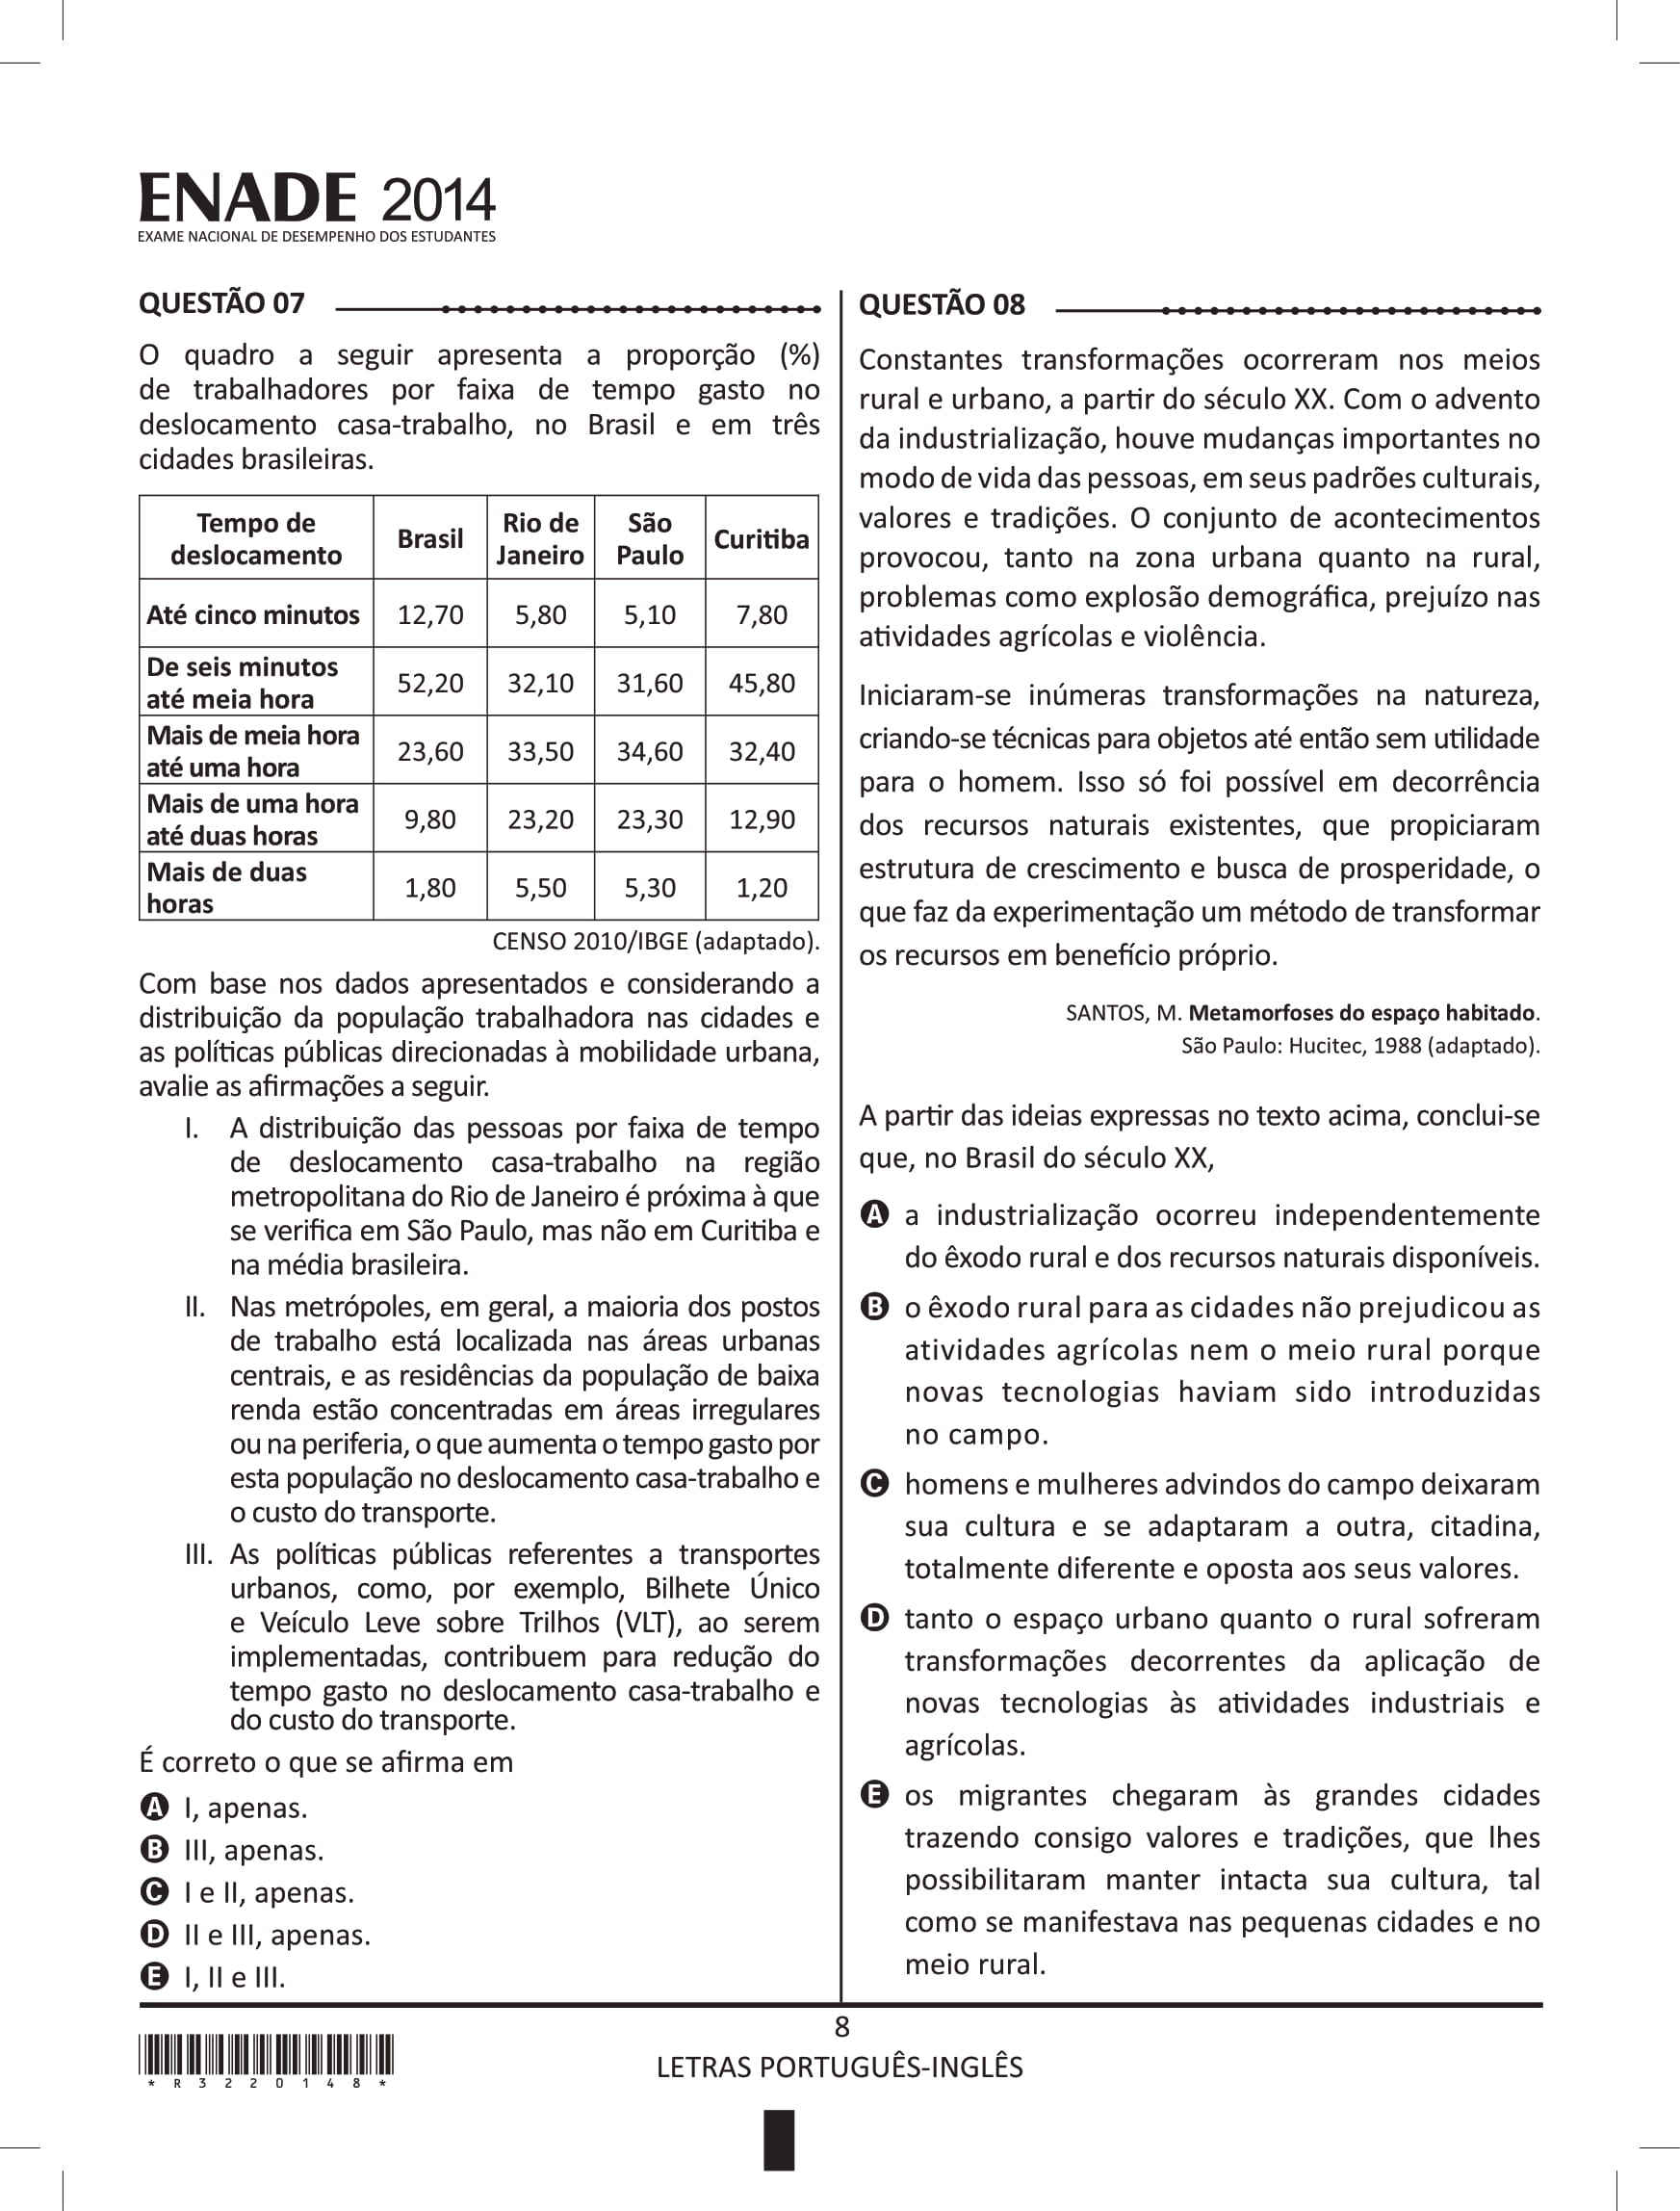 ENADE 2014
EXAME NACIONAL DE DESEMPENHO DOS ESTUDANTES
QUESTÃO 07
O quadro a seguir apresenta a proporção (%)
de trabalhadores por faixa de tempo gasto no
deslocamento casa-trabalho, no Brasil e em três
cidades brasileiras.
Tempo de deslocamento Brasil Rio de Janeiro São Paulo Curitiba
Até cinco minutos 12,70 5,80 5,10 7,80
De seis minutos até meia hora 52,20 32,10 31,60 45,80
Mais de meia hora até uma hora 23,60 33,50 34,60 32,40
Mais de uma hora até duas horas 9,80 23,20 23,30 12,90
Mais de duas horas 1,80 5,50 5,30 1,20
CENSO 2010/IBGE (adaptado).
Com base nos dados apresentados e considerando a
distribuição da população trabalhadora nas cidades e
as políticas públicas direcionadas à mobilidade urbana,
avalie as afirmações a seguir.
I. A distribuição das pessoas por faixa de tempo
de deslocamento casa-trabalho na região
metropolitana do Rio de Janeiro é próxima à que
se verifica em São Paulo, mas não em Curitiba e
na média brasileira.
II. Nas metrópoles, em geral, a maioria dos postos
de trabalho está localizada nas áreas urbanas
centrais, e as residências da população de baixa
renda estão concentradas em áreas irregulares
ou na periferia, o que aumenta o tempo gasto por
esta população no deslocamento casa-trabalho e
o custo do transporte.
III. As políticas públicas referentes a transportes
urbanos, como, por exemplo, Bilhete Único
e Veículo Leve sobre Trilhos (VLT), ao serem
implementadas, contribuem para redução do
tempo gasto no deslocamento casa-trabalho e
do custo do transporte.
É correto o que se afirma em
A I, apenas.
B III, apenas.
C I e II, apenas.
D II e III, apenas.
E I, II e III.
QUESTÃO 08
Constantes transformações ocorreram nos meios
rural e urbano, a partir do século XX. Com o advento
da industrialização, houve mudanças importantes no
modo de vida das pessoas, em seus padrões culturais,
valores e tradições. O conjunto de acontecimentos
provocou, tanto na zona urbana quanto na rural,
problemas como explosão demográfica, prejuízo nas
atividades agrícolas e violência.
Iniciaram-se inúmeras transformações na natureza,
criando-se técnicas para objetos até então sem utilidade
para o homem. Isso só foi possível em decorrência
dos recursos naturais existentes, que propiciaram
estrutura de crescimento e busca de prosperidade, o
que faz da experimentação um método de transformar
os recursos em benefício próprio.
SANTOS, M. Metamorfoses do espaço habitado.
São Paulo: Hucitec, 1988 (adaptado).
A partir das ideias expressas no texto acima, conclui-se
que, no Brasil do século XX,
A a industrialização ocorreu independentemente
do êxodo rural e dos recursos naturais disponíveis.
B o êxodo rural para as cidades não prejudicou as
atividades agrícolas nem o meio rural porque
novas tecnologias haviam sido introduzidas
no campo.
C homens e mulheres advindos do campo deixaram
sua cultura e se adaptaram a outra, citadina,
totalmente diferente e oposta aos seus valores.
D tanto o espaço urbano quanto o rural sofreram
transformações decorrentes da aplicação de
novas tecnologias às atividades industriais e
agrícolas.
E os migrantes chegaram às grandes cidades
trazendo consigo valores e tradições, que lhes
possibilitaram manter intacta sua cultura, tal
como se manifestava nas pequenas cidades e no
meio rural.
8
LETRAS PORTUGUÊS-INGLÊS
* R 3 2 2 0 1 4 8 *